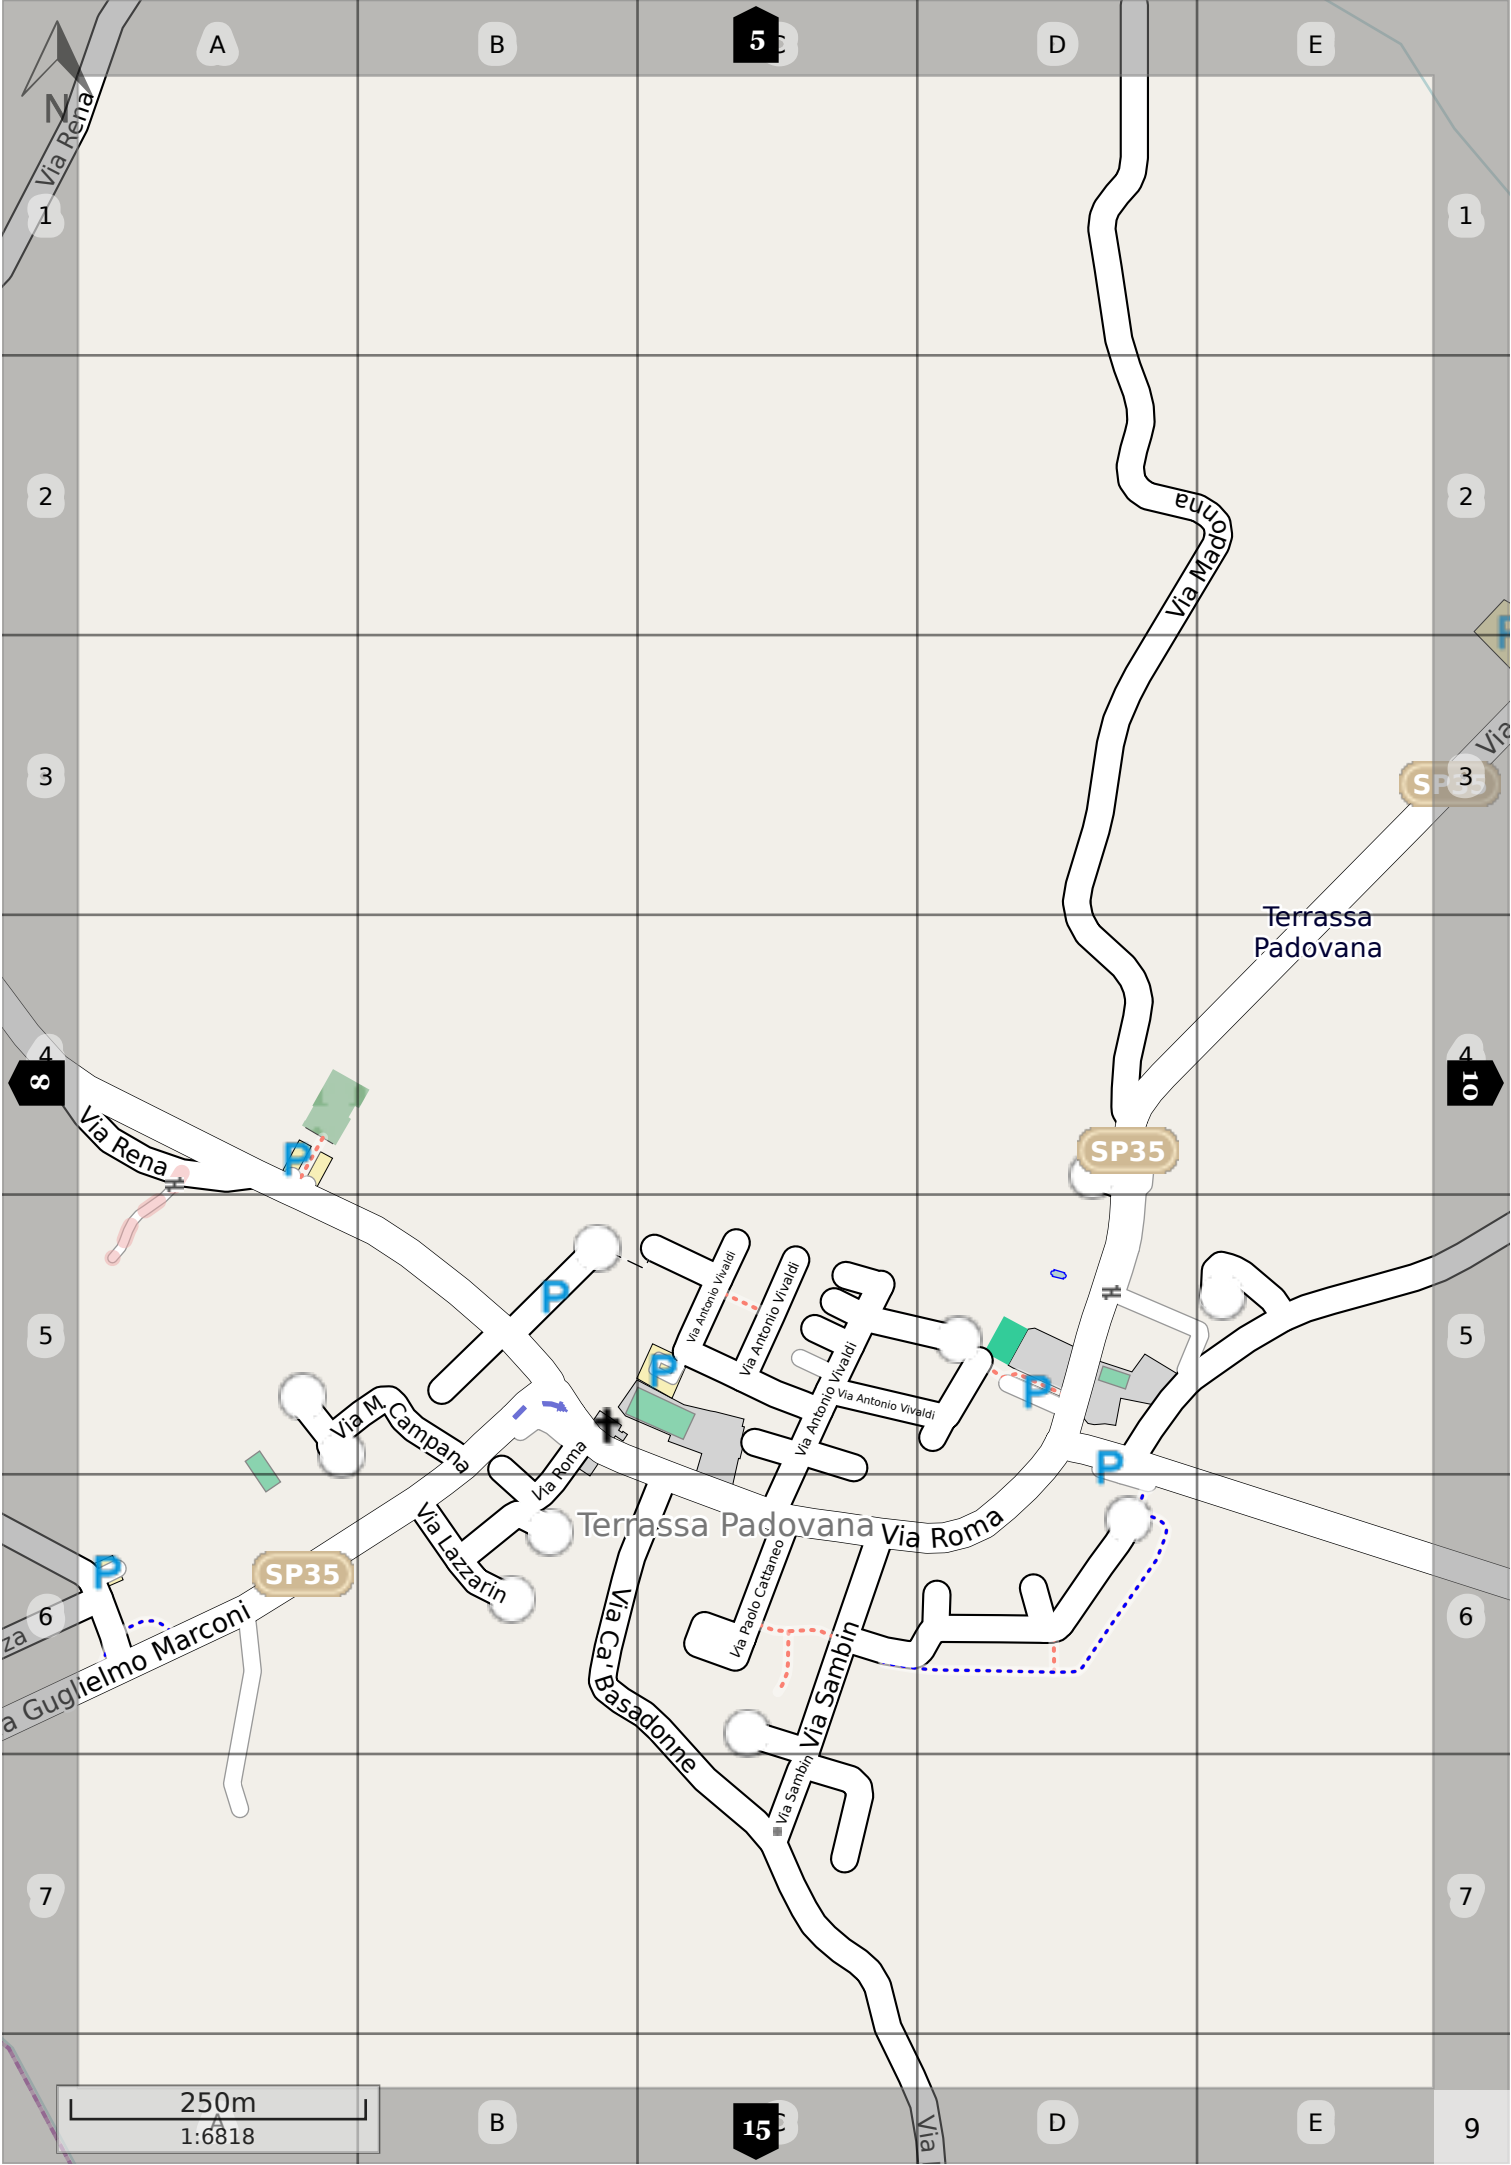 A
B
5
C
D
E
N
Via Rena
1
1
2
2
Via Madonna
3
SP35
3
Via
Terrassa
Padovana
4
4
8
10
Via Rena
P
SP35
5
5
P
Via Antonio Vivaldi
Via Antonio Vivaldi
Via Antonio Vivaldi
Via Antonio Vivaldi
P
P
P
Via M. Campana
Via Roma
Terrassa Padovana
Via Roma
Via Lazzarin
P
SP35
6
6
za
a Guglielmo Marconi
Via Ca' Basadonne
Via Paolo Cattaneo
Via Sambin
Via Sambin
7
7
250m
1:6818
A
B
15
C
Via
D
E
9